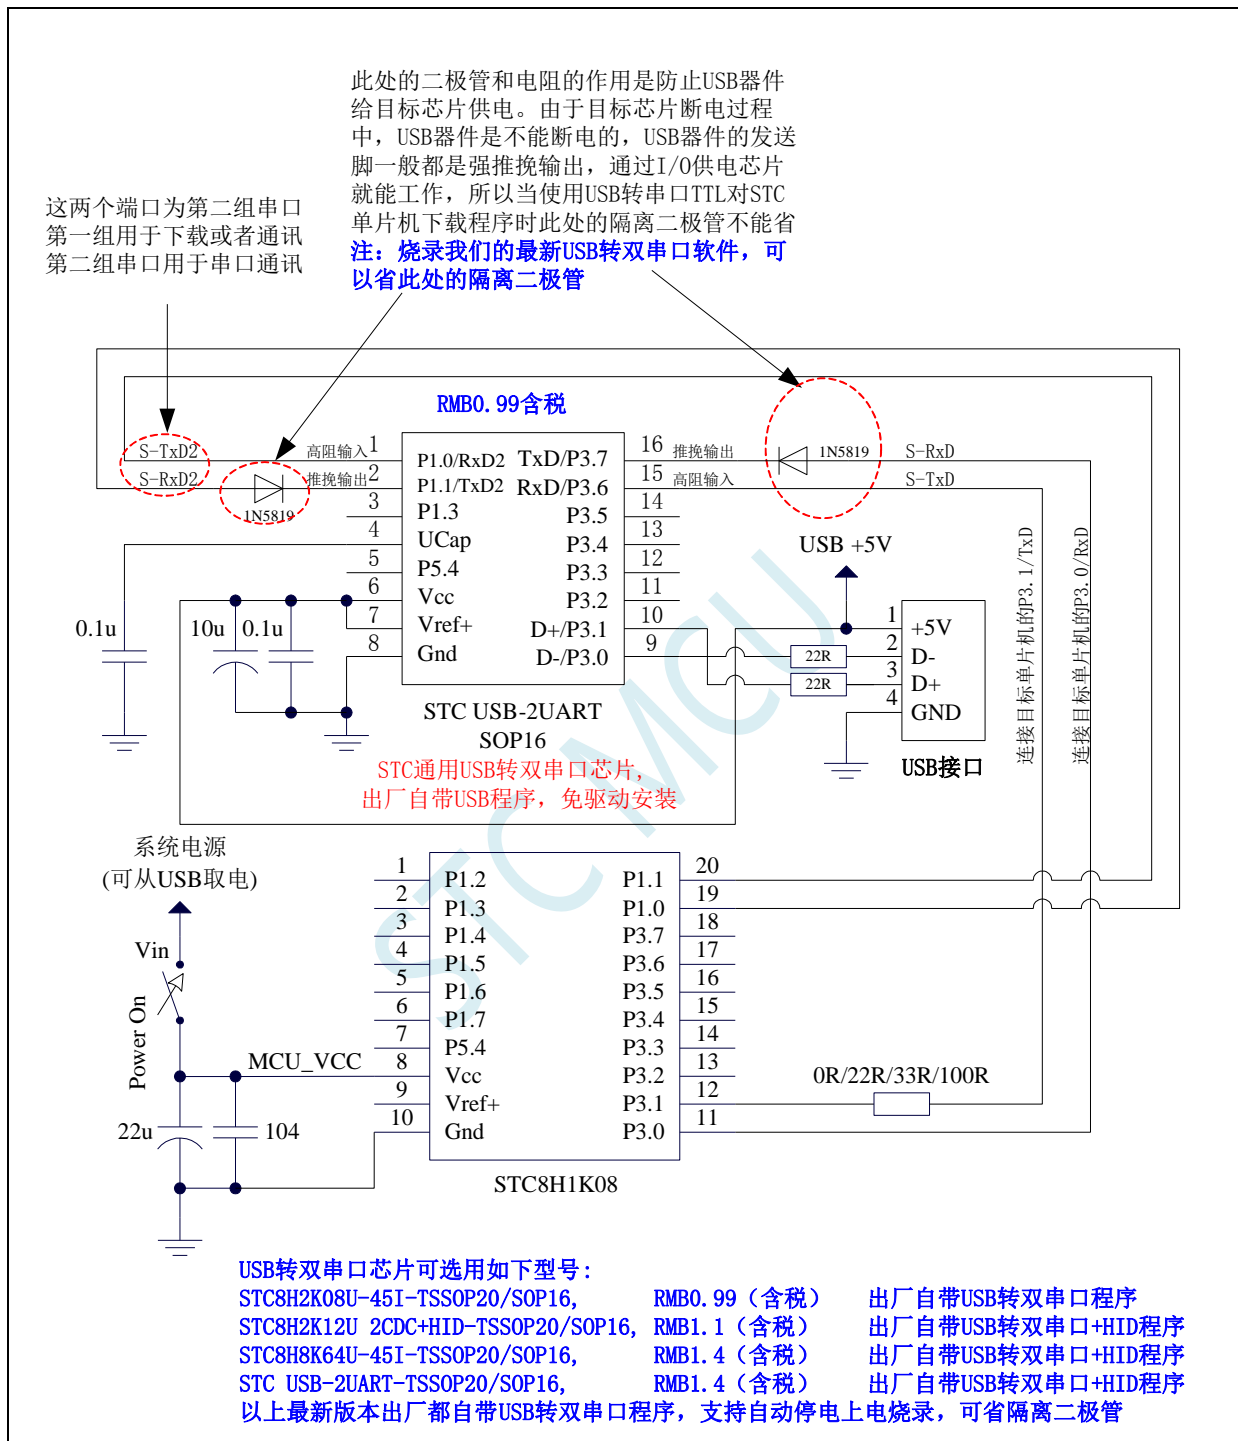 此处的二极管和电阻的作用是防止USB器件
给目标芯片供电。由于目标芯片断电过程
中，USB器件是不能断电的，USB器件的发送
脚一般都是强推挽输出，通过I/O供电芯片
就能工作，所以当使用USB转串口TTL对STC
单片机下载程序时此处的隔离二极管不能省
注：烧录我们的最新USB转双串口软件，可
以省此处的隔离二极管
这两个端口为第二组串口
第一组用于下载或者通讯
第二组串口用于串口通讯
RMB0.99含税
S-TxD2
S-RxD2
1N5819
高阻输入
推挽输出
1 P1.0/RxD2
2 P1.1/TxD2
3 P1.3
4 UCap
5 P5.4
6 Vcc
7 Vref+
8 Gnd
TxD/P3.7 16
RxD/P3.6 15
P3.5 14
P3.4 13
P3.3 12
P3.2 11
D+/P3.1 10
D-/P3.0 9
推挽输出
高阻输入
1N5819
S-RxD
S-TxD
连接目标单片机的P3.1/TxD
连接目标单片机的P3.0/RxD
USB +5V
1 +5V
2 D-
3 D+
4 GND
22R
22R
USB接口
0.1u
10u
0.1u
STC USB-2UART
SOP16
STC通用USB转双串口芯片,
出厂自带USB程序，免驱动安装
STC MCU
系统电源
(可从USB取电)
Vin
Power On
MCU_VCC
22u
104
1 P1.2
2 P1.3
3 P1.4
4 P1.5
5 P1.6
6 P1.7
7 P5.4
8 Vcc
9 Vref+
10 Gnd
P1.1 20
P1.0 19
P3.7 18
P3.6 17
P3.5 16
P3.4 15
P3.3 14
P3.2 13
P3.1 12
P3.0 11
0R/22R/33R/100R
STC8H1K08
USB转双串口芯片可选用如下型号:
STC8H2K08U-45I-TSSOP20/SOP16, RMB0.99（含税） 出厂自带USB转双串口程序
STC8H2K12U 2CDC+HID-TSSOP20/SOP16, RMB1.1（含税） 出厂自带USB转双串口+HID程序
STC8H8K64U-45I-TSSOP20/SOP16, RMB1.4（含税） 出厂自带USB转双串口+HID程序
STC USB-2UART-TSSOP20/SOP16, RMB1.4（含税） 出厂自带USB转双串口+HID程序
以上最新版本出厂都自带USB转双串口程序，支持自动停电上电烧录，可省隔离二极管